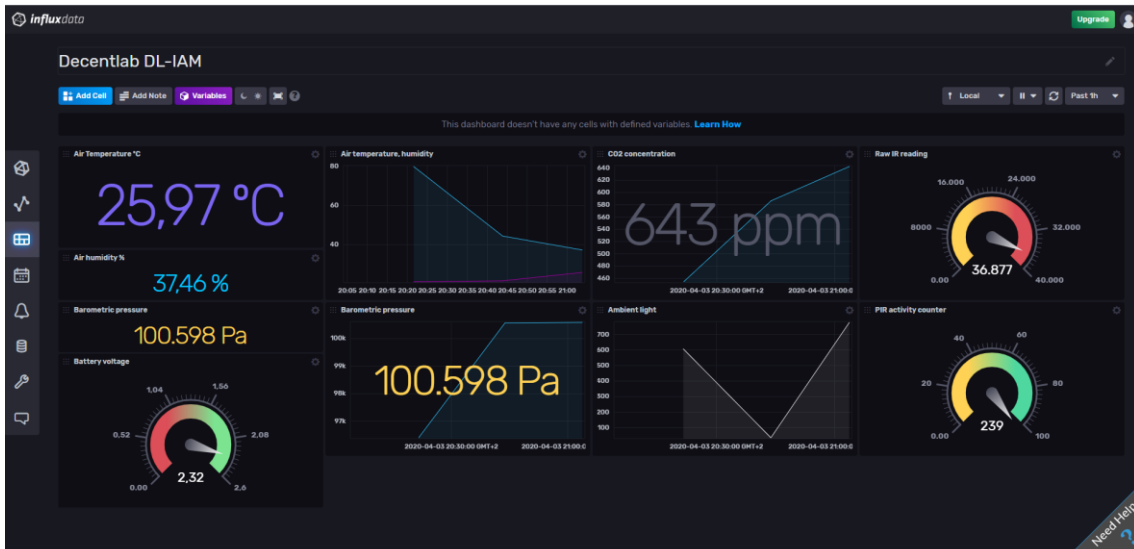 influxdata
Upgrade
Decentlab DL-IAM
Add Cell
Add Note
Variables
Local
Past 1h
This dashboard doesn't have any cells with defined variables. Learn How
Air Temperature °C
25,97 °C
Air humidity %
37,46 %
Barometric pressure
100.598 Pa
Battery voltage
0.00
0,52
1,04
1,56
2,08
2,6
2,32
Air temperature, humidity
80
60
40
20:05 20:10 20:15 20:20 20:25 20:30 20:35 20:40 20:45 20:50 20:55 21:00
Barometric pressure
100k
99k
98k
97k
100.598 Pa
2020-04-03 20:30:00 GMT+2
2020-04-03 21:00:0
CO2 concentration
640
620
600
580
560
540
520
500
480
460
643 ppm
2020-04-03 20:30:00 GMT+2
2020-04-03 21:00:0
Ambient light
700
600
500
400
300
200
100
2020-04-03 20:30:00 GMT+2
2020-04-03 21:00:0
Raw IR reading
0.00
8000
16.000
24.000
32.000
40.000
36.877
PIR activity counter
0.00
20
40
60
80
100
239
Need Help?